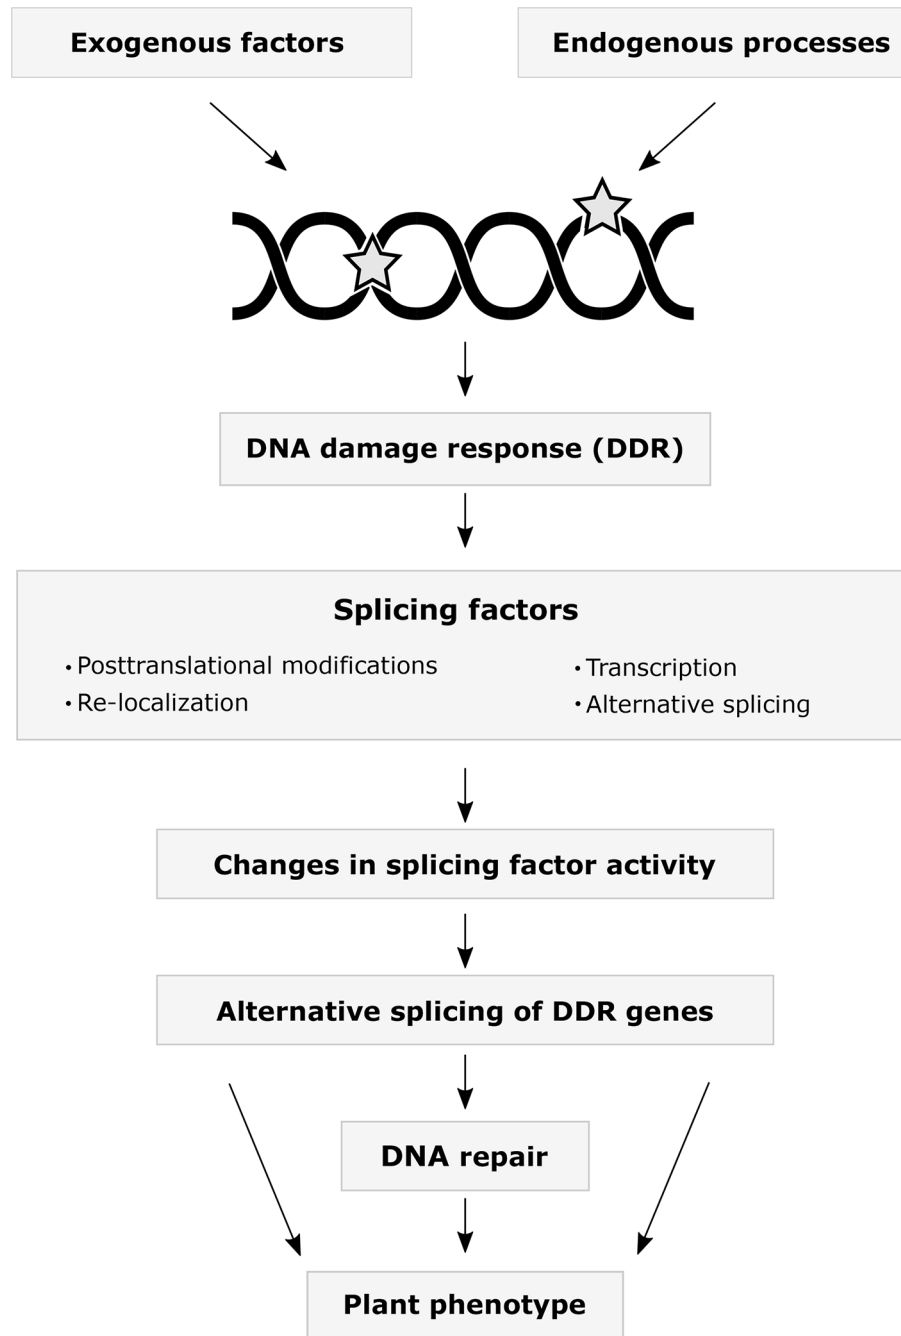 Exogenous factors
Endogenous processes
DNA damage response (DDR)
Splicing factors
• Posttranslational modifications
• Re-localization
• Transcription
• Alternative splicing
Changes in splicing factor activity
Alternative splicing of DDR genes
DNA repair
Plant phenotype